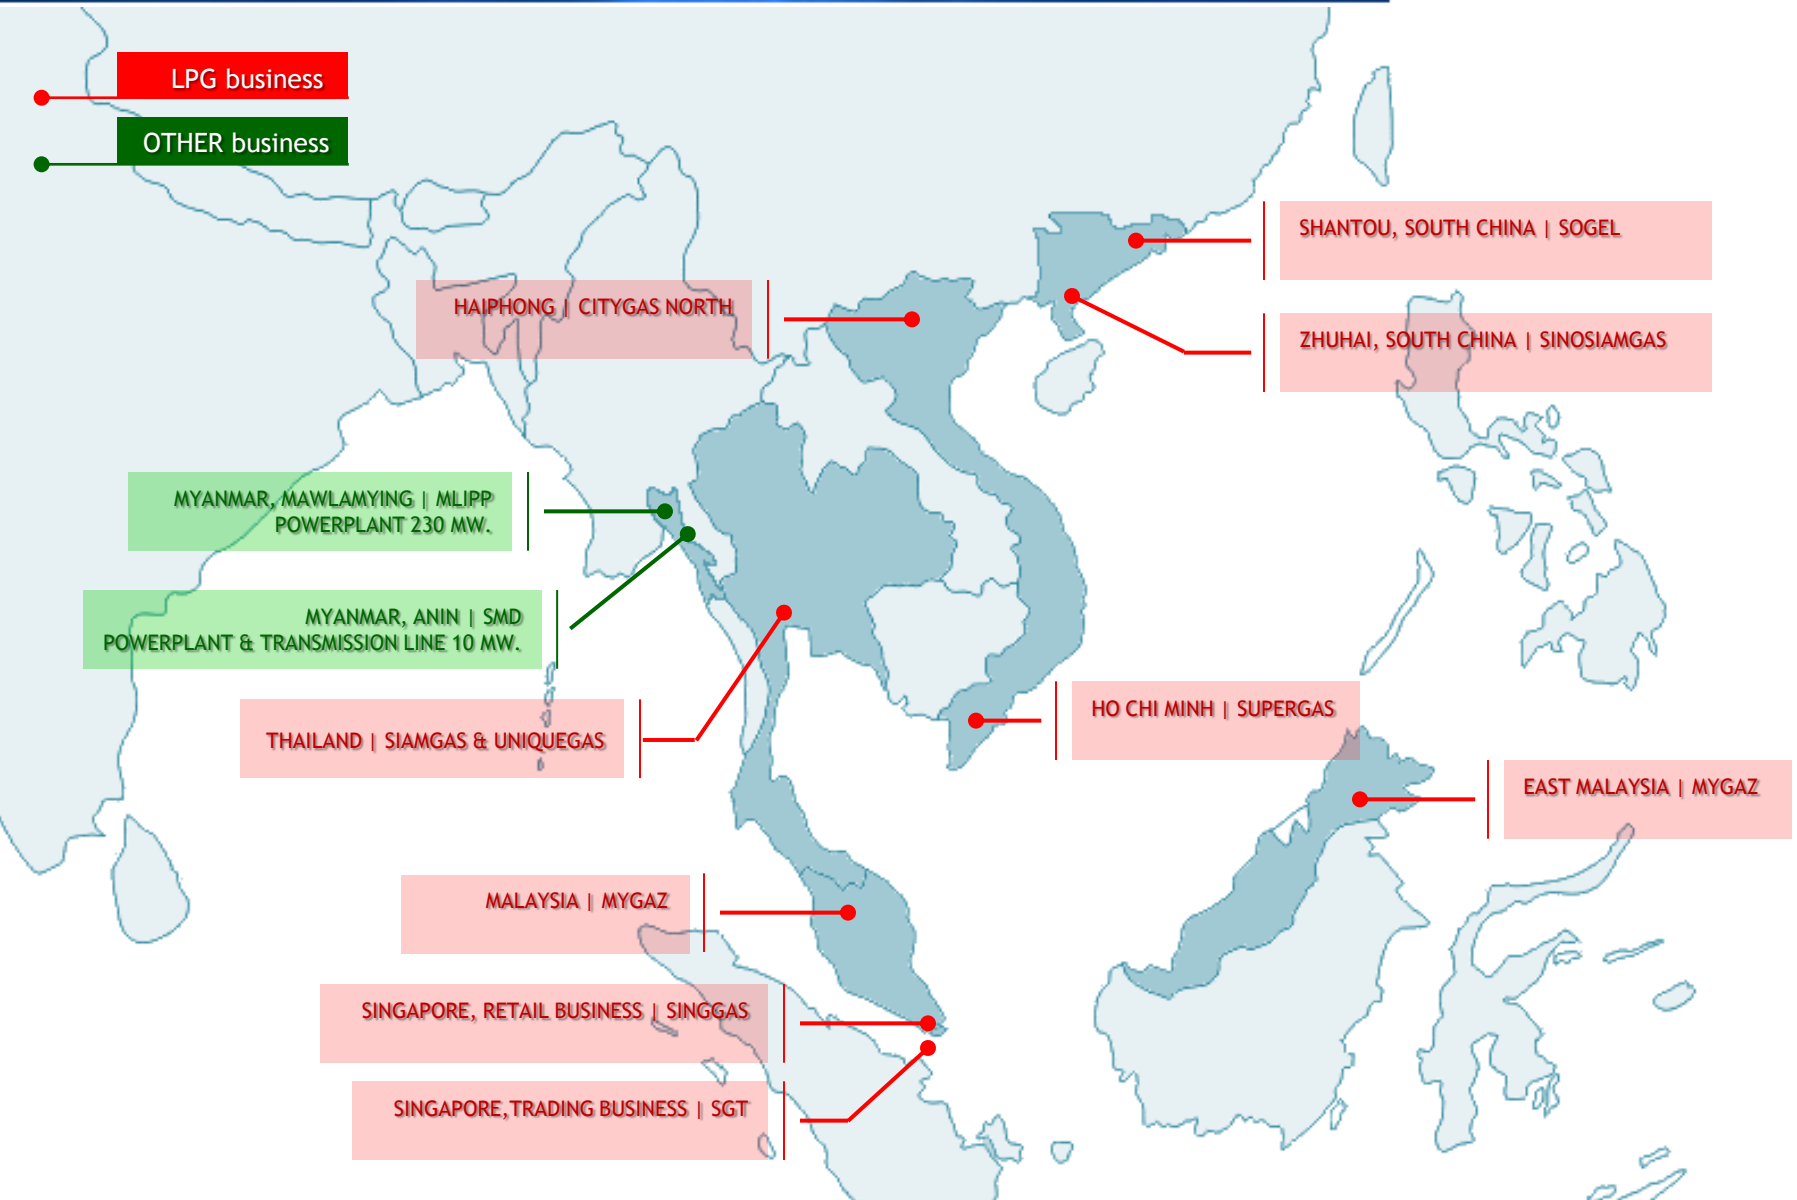 LPG business
OTHER business
SHANTOU, SOUTH CHINA | SOGEL
HAIPHONG | CITYGAS NORTH
ZHUHAI, SOUTH CHINA | SINOSIAMGAS
MYANMAR, MAWLAMYING | MLIPP
POWERPLANT 230 MW.
MYANMAR, ANIN | SMD
POWERPLANT & TRANSMISSION LINE 10 MW.
HO CHI MINH | SUPERGAS
THAILAND | SIAMGAS & UNIQUEGAS
EAST MALAYSIA | MYGAZ
MALAYSIA | MYGAZ
SINGAPORE, RETAIL BUSINESS | SINGGAS
SINGAPORE,TRADING BUSINESS | SGT